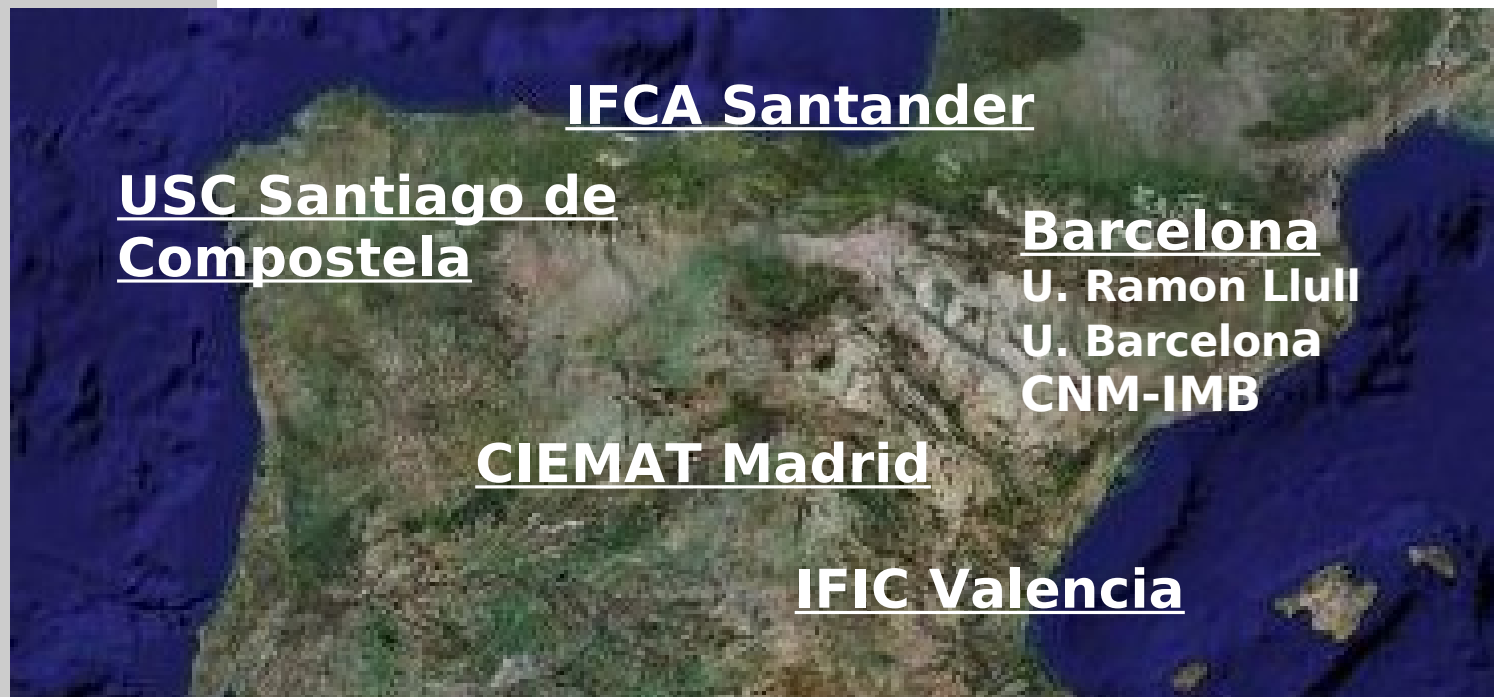 IFCA Santander
USC Santiago de
Compostela
Barcelona
U. Ramon Llull
U. Barcelona
CNM-IMB
CIEMAT Madrid
IFIC Valencia